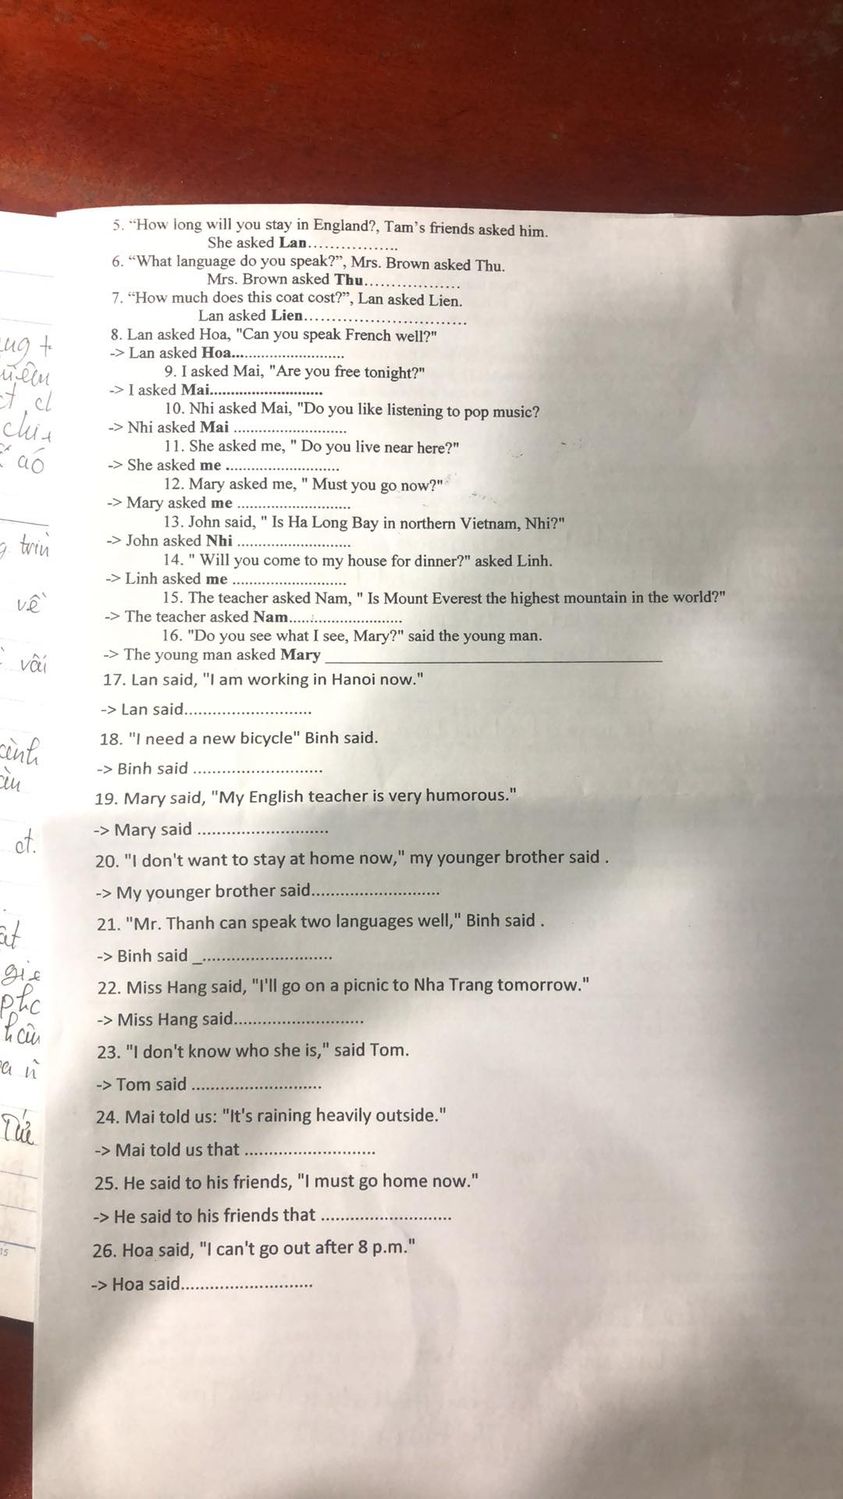 5. “How long will you stay in England?, Tam’s friends asked him.
She asked Lan................
6. “What language do you speak?”, Mrs. Brown asked Thu.
Mrs. Brown asked Thu.................
7. “How much does this coat cost?”, Lan asked Lien.
Lan asked Lien.............................
8. Lan asked Hoa, "Can you speak French well?"
-> Lan asked Hoa...........................
9. I asked Mai, "Are you free tonight?"
-> I asked Mai...........................
10. Nhi asked Mai, "Do you like listening to pop music?
-> Nhi asked Mai ...........................
11. She asked me, " Do you live near here?"
-> She asked me ...........................
12. Mary asked me, " Must you go now?"
-> Mary asked me ...........................
13. John said, " Is Ha Long Bay in northern Vietnam, Nhi?"
-> John asked Nhi ...........................
14. " Will you come to my house for dinner?" asked Linh.
-> Linh asked me ...........................
15. The teacher asked Nam, " Is Mount Everest the highest mountain in the world?"
-> The teacher asked Nam...........................
16. "Do you see what I see, Mary?" said the young man.
-> The young man asked Mary ________________________________
17. Lan said, "I am working in Hanoi now."
-> Lan said...........................
18. "I need a new bicycle" Binh said.
-> Binh said ...........................
19. Mary said, "My English teacher is very humorous."
-> Mary said ...........................
20. "I don't want to stay at home now," my younger brother said .
-> My younger brother said...........................
21. "Mr. Thanh can speak two languages well," Binh said .
-> Binh said _...........................
22. Miss Hang said, "I'll go on a picnic to Nha Trang tomorrow."
-> Miss Hang said...........................
23. "I don't know who she is," said Tom.
-> Tom said ...........................
24. Mai told us: "It's raining heavily outside."
-> Mai told us that ...........................
25. He said to his friends, "I must go home now."
-> He said to his friends that ...........................
26. Hoa said, "I can't go out after 8 p.m."
-> Hoa said...........................
áo
về
vấi
15